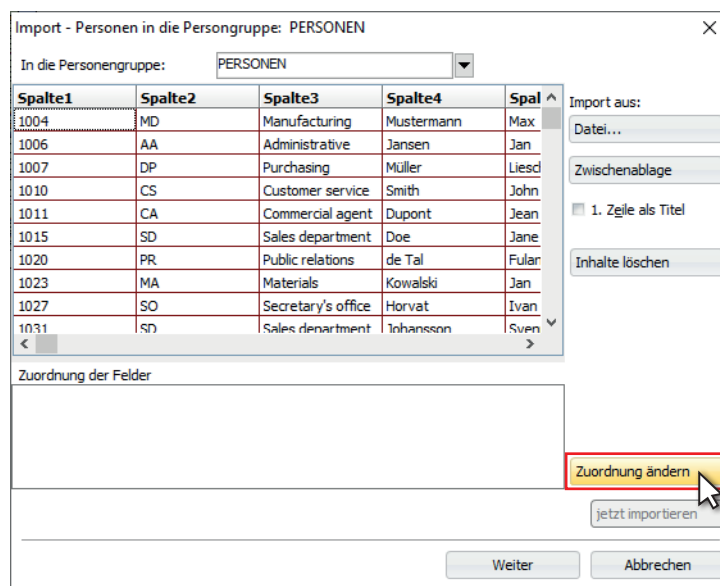 Import - Personen in die Persongruppe: PERSONEN
In die Personengruppe: PERSONEN
Spalte1 Spalte2 Spalte3 Spalte4 Spal
1004 MD Manufacturing Mustermann Max
1006 AA Administrative Jansen Jan
1007 DP Purchasing Müller Liesch
1010 CS Customer service Smith John
1011 CA Commercial agent Dupont Jean
1015 SD Sales department Doe Jane
1020 PR Public relations de Tal Fulan
1023 MA Materials Kowalski Jan
1027 SO Secretary's office Horvat Ivan
1031 SD Sales department Johansson Sven
Import aus:
Datei...
Zwischenablage
1. Zeile als Titel
Inhalte löschen
Zuordnung der Felder
Zuordnung ändern
jetzt importieren
Weiter Abbrechen